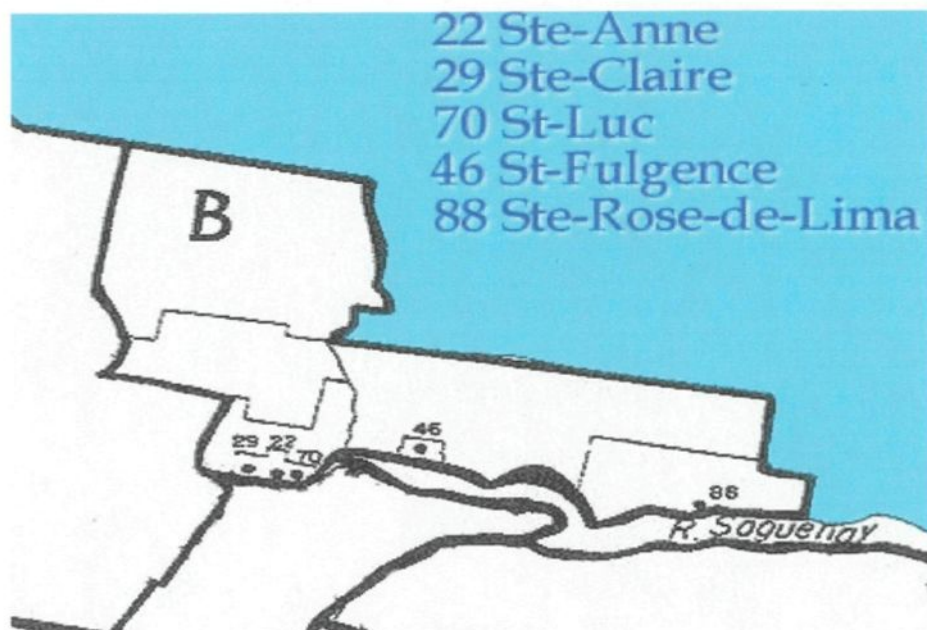 22 Ste-Anne
29 Ste-Claire
70 St-Luc
46 St-Fulgence
88 Ste-Rose-de-Lima
B
29 22 70
46
88
R. Saguenay